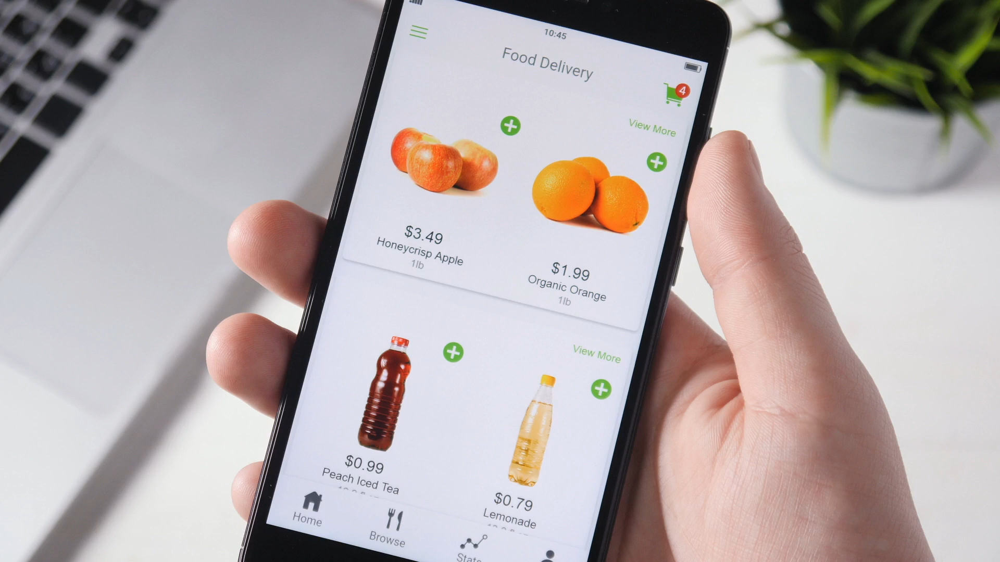 10:45
Food Delivery
4
View More
$3.49
Honeycrisp Apple
1lb
$1.99
Organic Orange
1lb
View More
$0.99
Peach Iced Tea
$0.79
Lemonade
Home
Browse
Stats